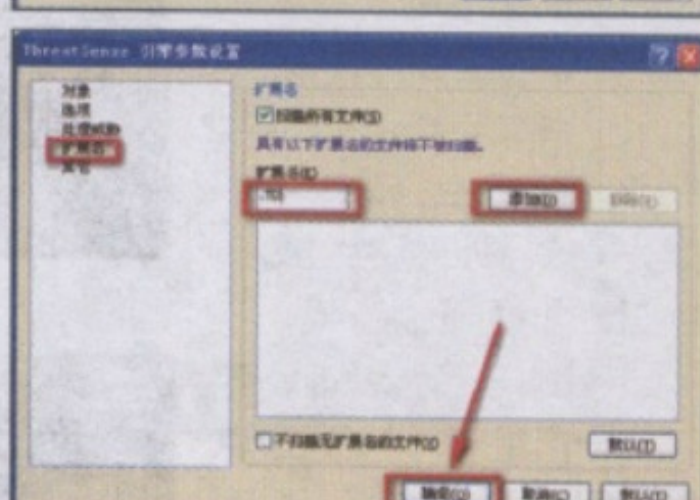 ThreatSense 引擎参数设置
对象
选项
处理威胁
扩展名
其它
扩展名
扫描所有文件(S)
具有以下扩展名的文件将不被扫描。
扩展名(E)
添加(D)
不扫描无扩展名的文件(X)
默认(T)
确定(O)
取消(C)
默认(T)